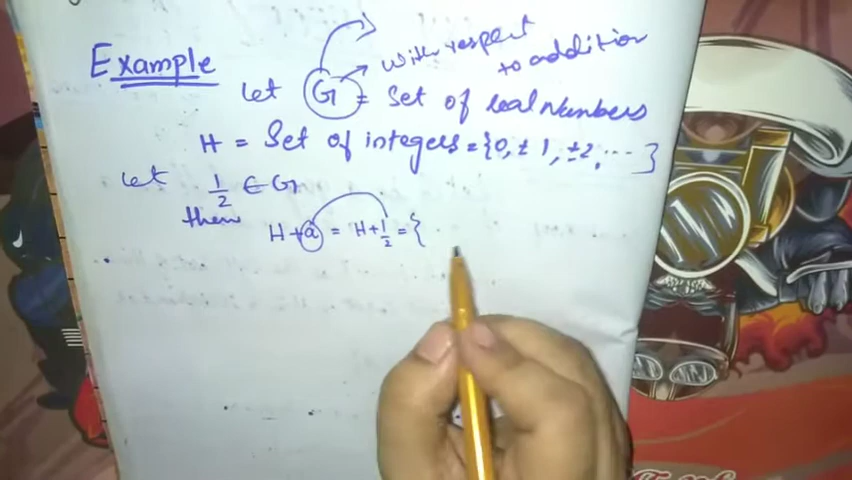 Example
with respect
to addition
let G = Set of real numbers
H = Set of integers = {0, ± 1, ±2, ... }
let 1/2 ∈ G
then
H+a = H+1/2 = {